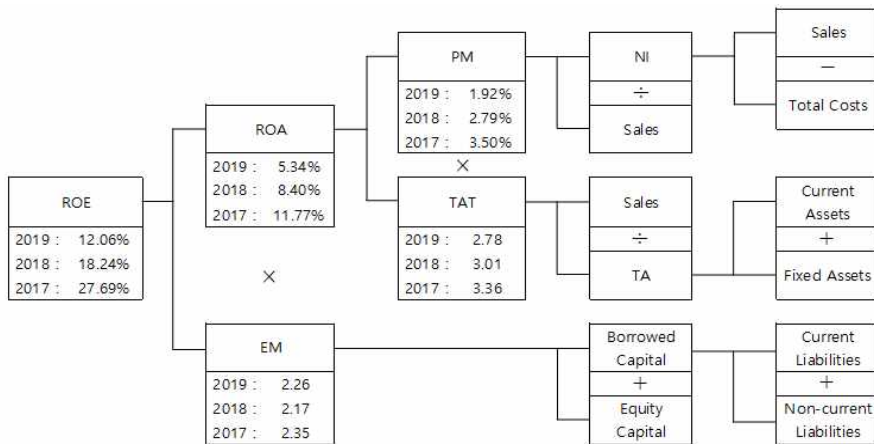 ROE
2019 : 12.06%
2018 : 18.24%
2017 : 27.69%
ROA
2019 : 5.34%
2018 : 8.40%
2017 : 11.77%
×
EM
2019 : 2.26
2018 : 2.17
2017 : 2.35
PM
2019 : 1.92%
2018 : 2.79%
2017 : 3.50%
×
TAT
2019 : 2.78
2018 : 3.01
2017 : 3.36
NI
÷
Sales
Sales
÷
TA
Borrowed
Capital
+
Equity
Capital
Sales
−
Total Costs
Current
Assets
+
Fixed Assets
Current
Liabilities
+
Non-current
Liabilities